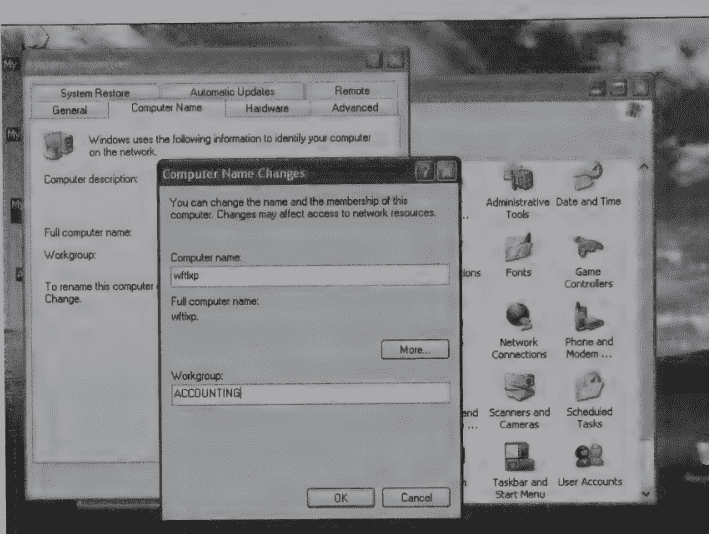 My
System Restore
Automatic Updates
Remote
General
Computer Name
Hardware
Advanced
Windows uses the following information to identify your computer
on the network.
Computer description:
Full computer name:
Workgroup:
To rename this computer
Change.
Computer Name Changes
You can change the name and the membership of this
computer. Changes may affect access to network resources.
Computer name:
wftlxp
Full computer name:
wftlxp.
More...
Workgroup:
ACCOUNTING
OK
Cancel
Administrative
Tools
Date and Time
Fonts
Game
Controllers
Network
Connections
Phone and
Modem ...
Scanners and
Cameras
Scheduled
Tasks
Taskbar and
Start Menu
User Accounts